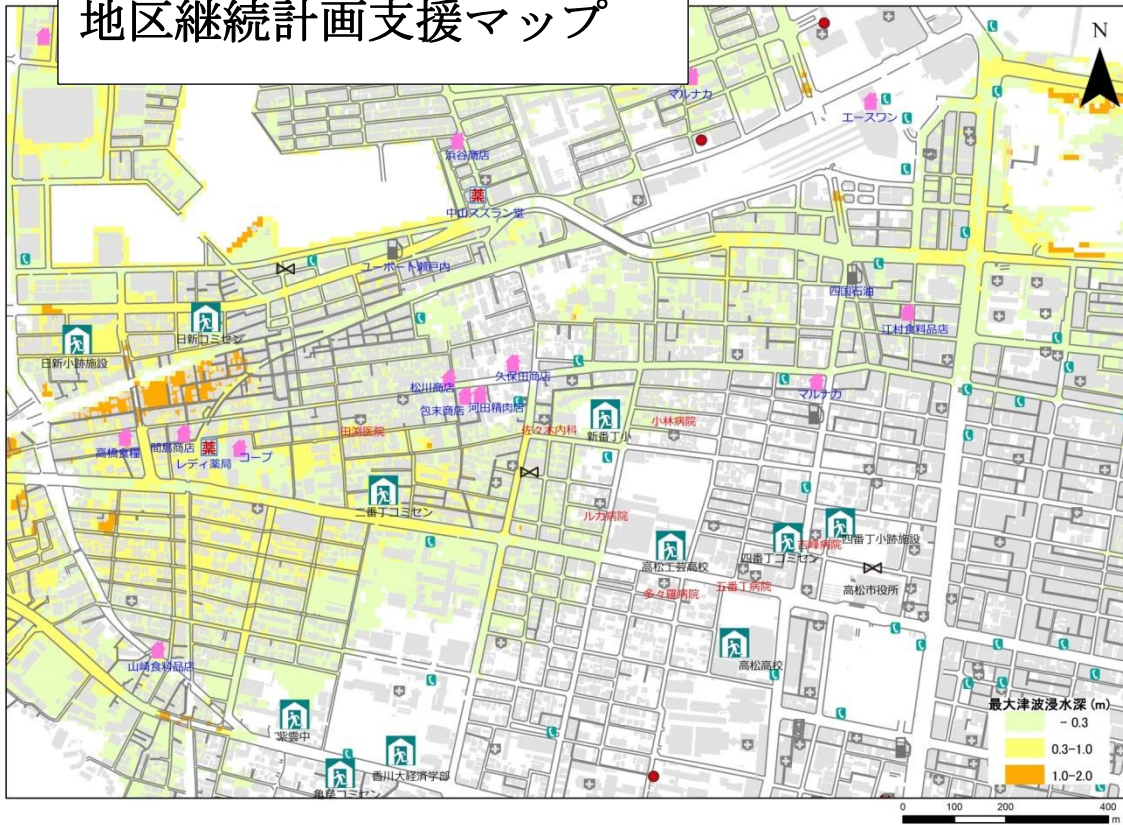 地区継続計画支援マップ
N
マルナカ
エースワン
浜谷商店
薬
中山スズラン堂
ユーポート瀬戸内
四国石油
江村食料品店
日新コミセン
日新小跡施設
久保田商店
松川商店
包末商店
河田精肉店
マルナカ
高橋食糧
間島商店
薬
レディ薬局
コープ
田渕医院
佐々木内科
新番丁小
小林病院
二番丁コミセン
ルカ病院
高松工芸高校
四番丁コミセン
吉峰病院
四番丁小跡施設
多々羅病院
五番丁病院
高松市役所
高松高校
山崎食料品店
紫雲中
香川大経済学部
亀阜コミセン
最大津波浸水深 (m)
- 0.3
0.3-1.0
1.0-2.0
0 100 200 400
m